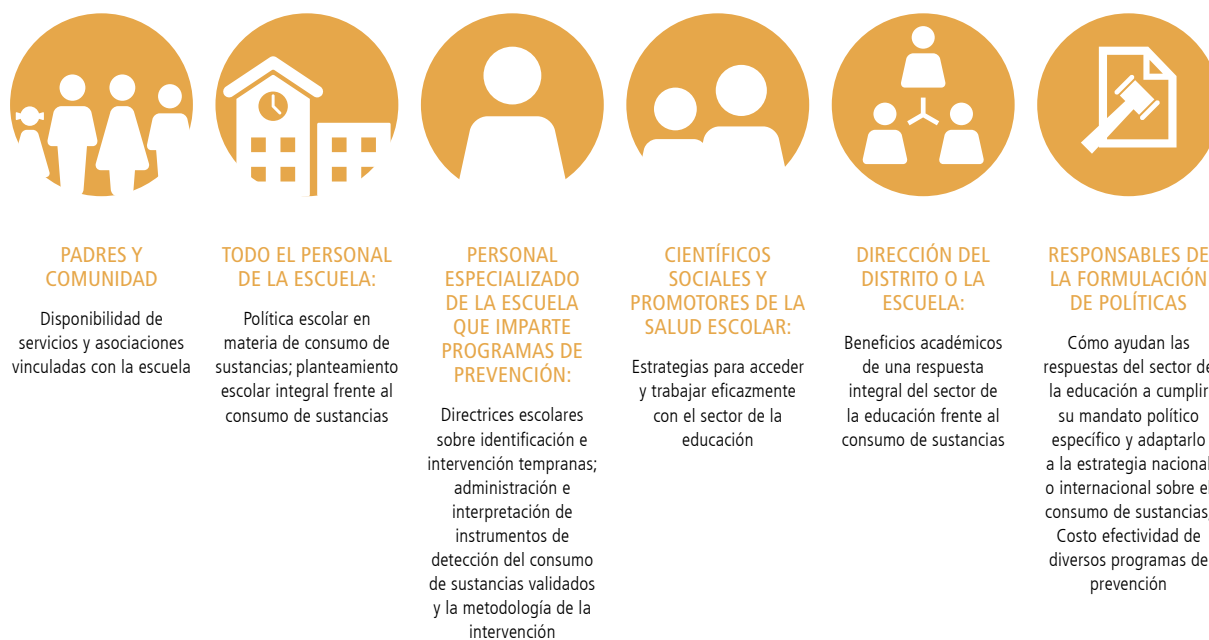 PADRES Y
COMUNIDAD
Disponibilidad de
servicios y asociaciones
vinculadas con la escuela
TODO EL PERSONAL
DE LA ESCUELA:
Política escolar en
materia de consumo de
sustancias; planteamiento
escolar integral frente al
consumo de sustancias
PERSONAL
ESPECIALIZADO
DE LA ESCUELA
QUE IMPARTE
PROGRAMAS DE
PREVENCIÓN:
Directrices escolares
sobre identificación e
intervención tempranas;
administración e
interpretación de
instrumentos de
detección del consumo
de sustancias validados
y la metodología de la
intervención
CIENTÍFICOS
SOCIALES Y
PROMOTORES DE LA
SALUD ESCOLAR:
Estrategias para acceder
y trabajar eficazmente
con el sector de la
educación
DIRECCIÓN DEL
DISTRITO O LA
ESCUELA:
Beneficios académicos
de una respuesta
integral del sector de
la educación frente al
consumo de sustancias
RESPONSABLES DE
LA FORMULACIÓN
DE POLÍTICAS
Cómo ayudan las
respuestas del sector de
la educación a cumplir
su mandato político
específico y adaptarlo
a la estrategia nacional
o internacional sobre el
consumo de sustancias;
Costo efectividad de
diversos programas de
prevención